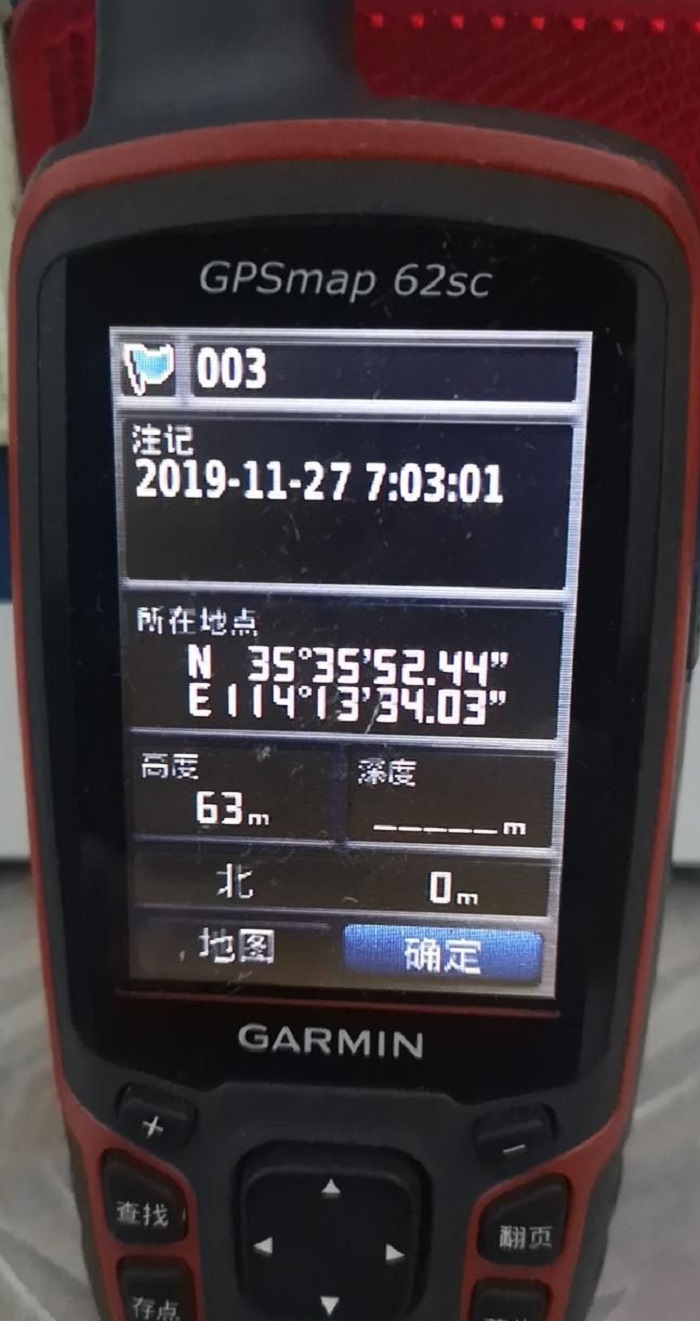 GPSmap 62sc
003
注记
2019-11-27 7:03:01
所在地点
N 35°35'52.44"
E 114°13'34.03"
高度
63m
深度
_____m
北 0m
地图 确定
GARMIN
+ −
查找 翻页
存点